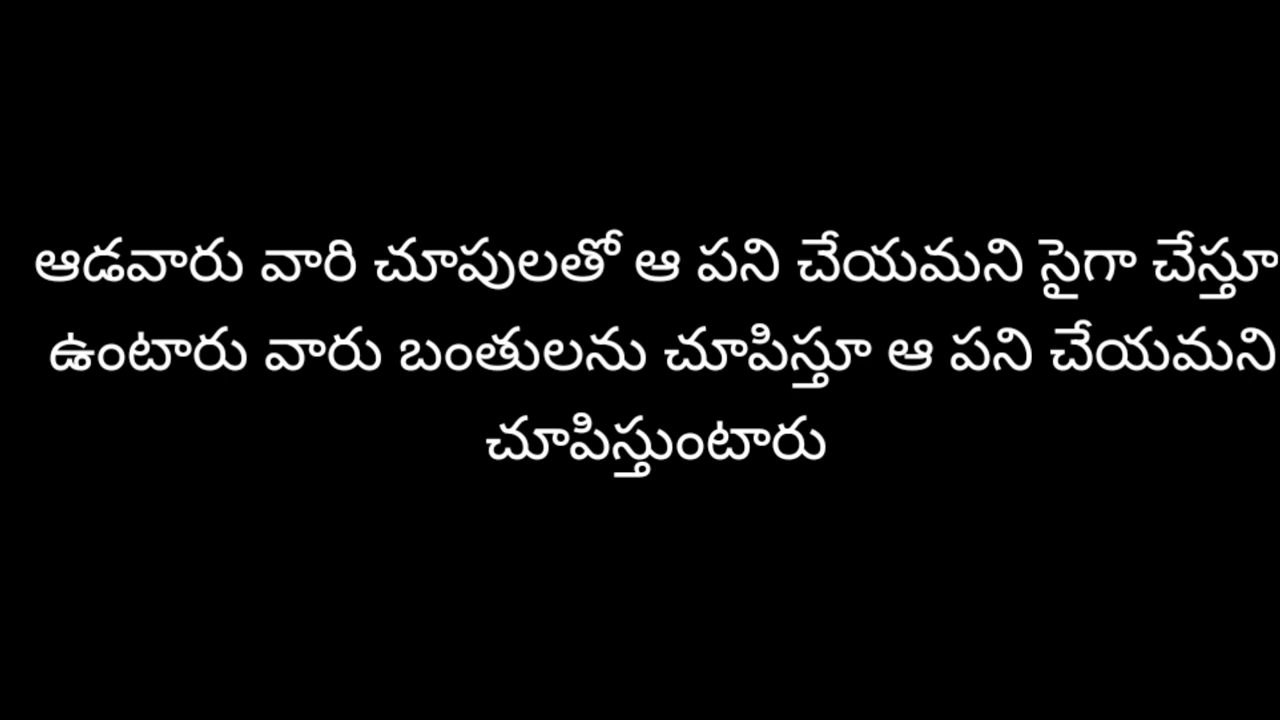 ఆడవారు వారి చూపులతో ఆ పని చేయమని సైగా చేస్తూ
ఉంటారు వారు బంతులను చూపిస్తూ ఆ పని చేయమని
చూపిస్తుంటారు